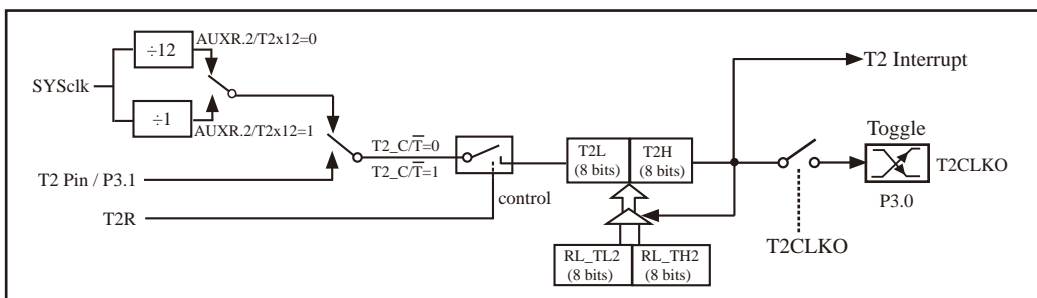 ÷12
AUXR.2/T2x12=0
SYSclk
÷1
AUXR.2/T2x12=1
T2 Pin / P3.1
T2R
T2_C/T̅=0
T2_C/T̅=1
control
T2L
(8 bits)
T2H
(8 bits)
RL_TL2
(8 bits)
RL_TH2
(8 bits)
T2 Interrupt
Toggle
T2CLKO
P3.0
T2CLKO